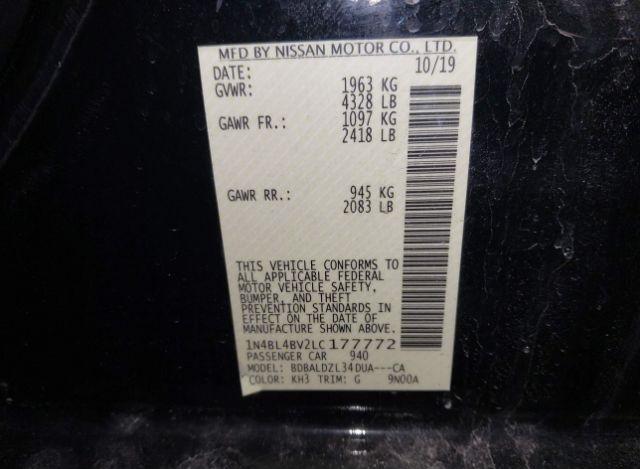 MFD BY NISSAN MOTOR CO., LTD.
DATE: 10/19
GVWR: 1963 KG
4328 LB
GAWR FR.: 1097 KG
2418 LB
GAWR RR.: 945 KG
2083 LB
THIS VEHICLE CONFORMS TO
ALL APPLICABLE FEDERAL
MOTOR VEHICLE SAFETY,
BUMPER, AND THEFT
PREVENTION STANDARDS IN
EFFECT ON THE DATE OF
MANUFACTURE SHOWN ABOVE.
1N4BL4BV2LC177772
PASSENGER CAR 940
MODEL: BDBALDZL34DUA---CA
COLOR: KH3 TRIM: G 9N00A